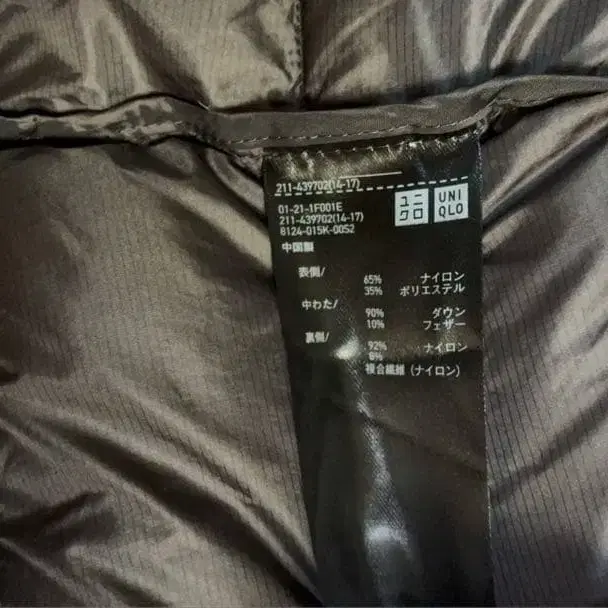 211-439702(14-17)
ユニ
クロ
UNI
QLO
01-21-1F001E
211-439702(14-17)
8124-015K-00S2
中国製
表側/
65% ナイロン
35% ポリエステル
中わた/
90% ダウン
10% フェザー
裏側/
92% ナイロン
8%
複合繊維 (ナイロン)